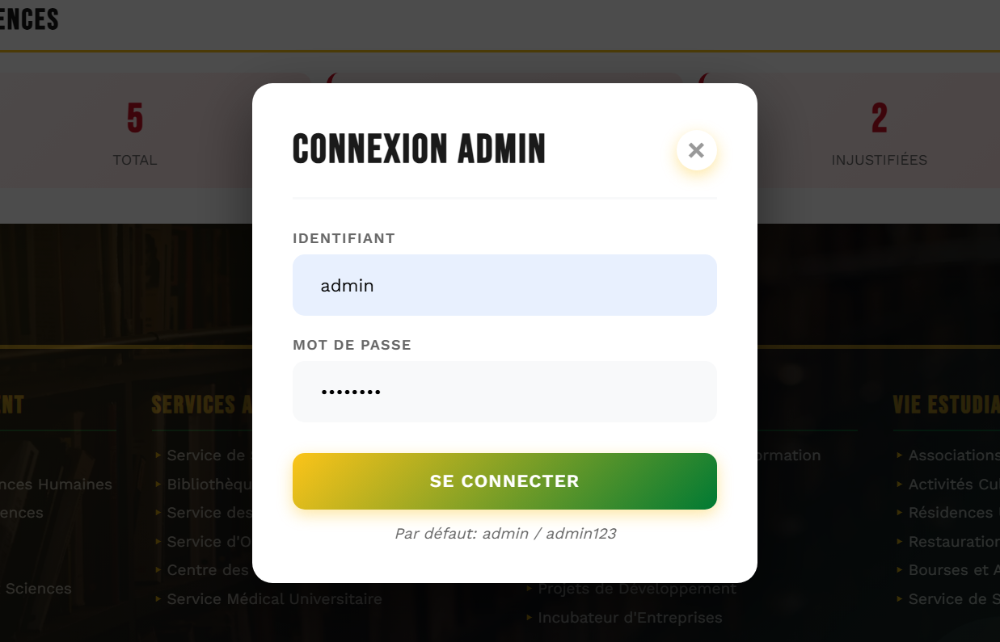 ENCES
5
TOTAL
2
INJUSTIFIÉES
CONNEXION ADMIN
IDENTIFIANT
admin
MOT DE PASSE
••••••••
SE CONNECTER
Par défaut: admin / admin123
NT
nces Humaines
ences
Sciences
SERVICES A
Service de
Bibliothèqu
Service des
Service d'O
Centre des
Service Médical Universitaire
ormation
Projets de Développement
Incubateur d'Entreprises
VIE ESTUDIA
Associations
Activités Cul
Résidences
Restauration
Bourses et A
Service de S